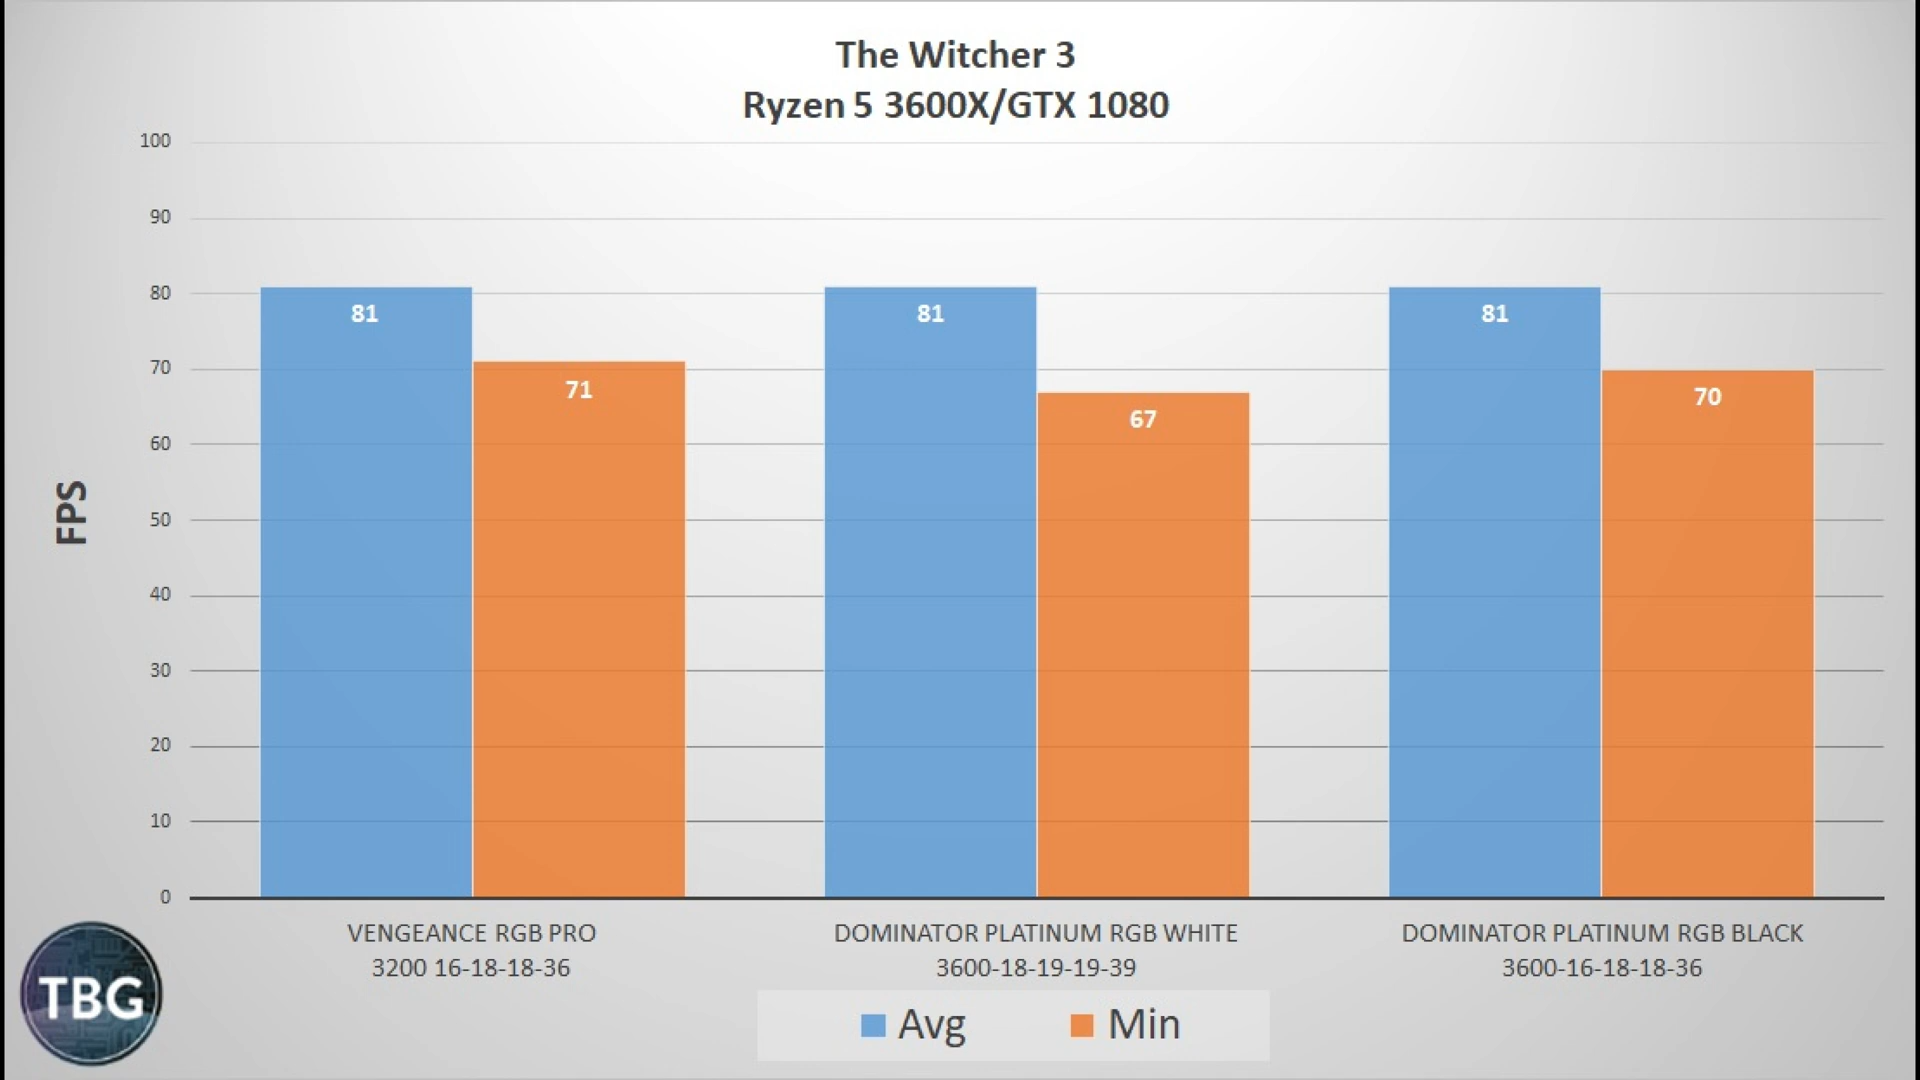 The Witcher 3
Ryzen 5 3600X/GTX 1080
100
90
80
70
60
50
40
30
20
10
0
FPS
81
71
81
67
81
70
VENGEANCE RGB PRO
3200 16-18-18-36
DOMINATOR PLATINUM RGB WHITE
3600-18-19-19-39
DOMINATOR PLATINUM RGB BLACK
3600-16-18-18-36
Avg
Min
TBG